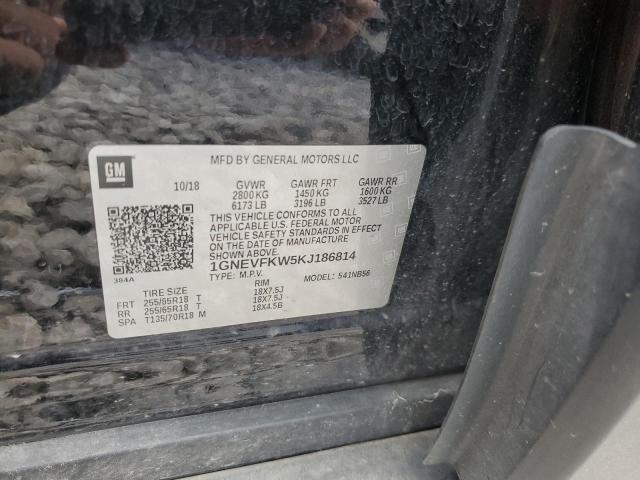 GM
MFD BY GENERAL MOTORS LLC
10/18 GVWR GAWR FRT GAWR RR
2800 KG 1450 KG 1600 KG
6173 LB 3196 LB 3527 LB
THIS VEHICLE CONFORMS TO ALL
APPLICABLE U.S. FEDERAL MOTOR
VEHICLE SAFETY STANDARDS IN EFFECT
ON THE DATE OF MANUFACTURE
SHOWN ABOVE.
1GNEVFKW5KJ186814
384A TYPE: M.P.V. MODEL: 541NB56
TIRE SIZE RIM
FRT 255/65R18 T 18X7.5J
RR 255/65R18 T 18X7.5J
SPA T135/70R18 M 18X4.5B